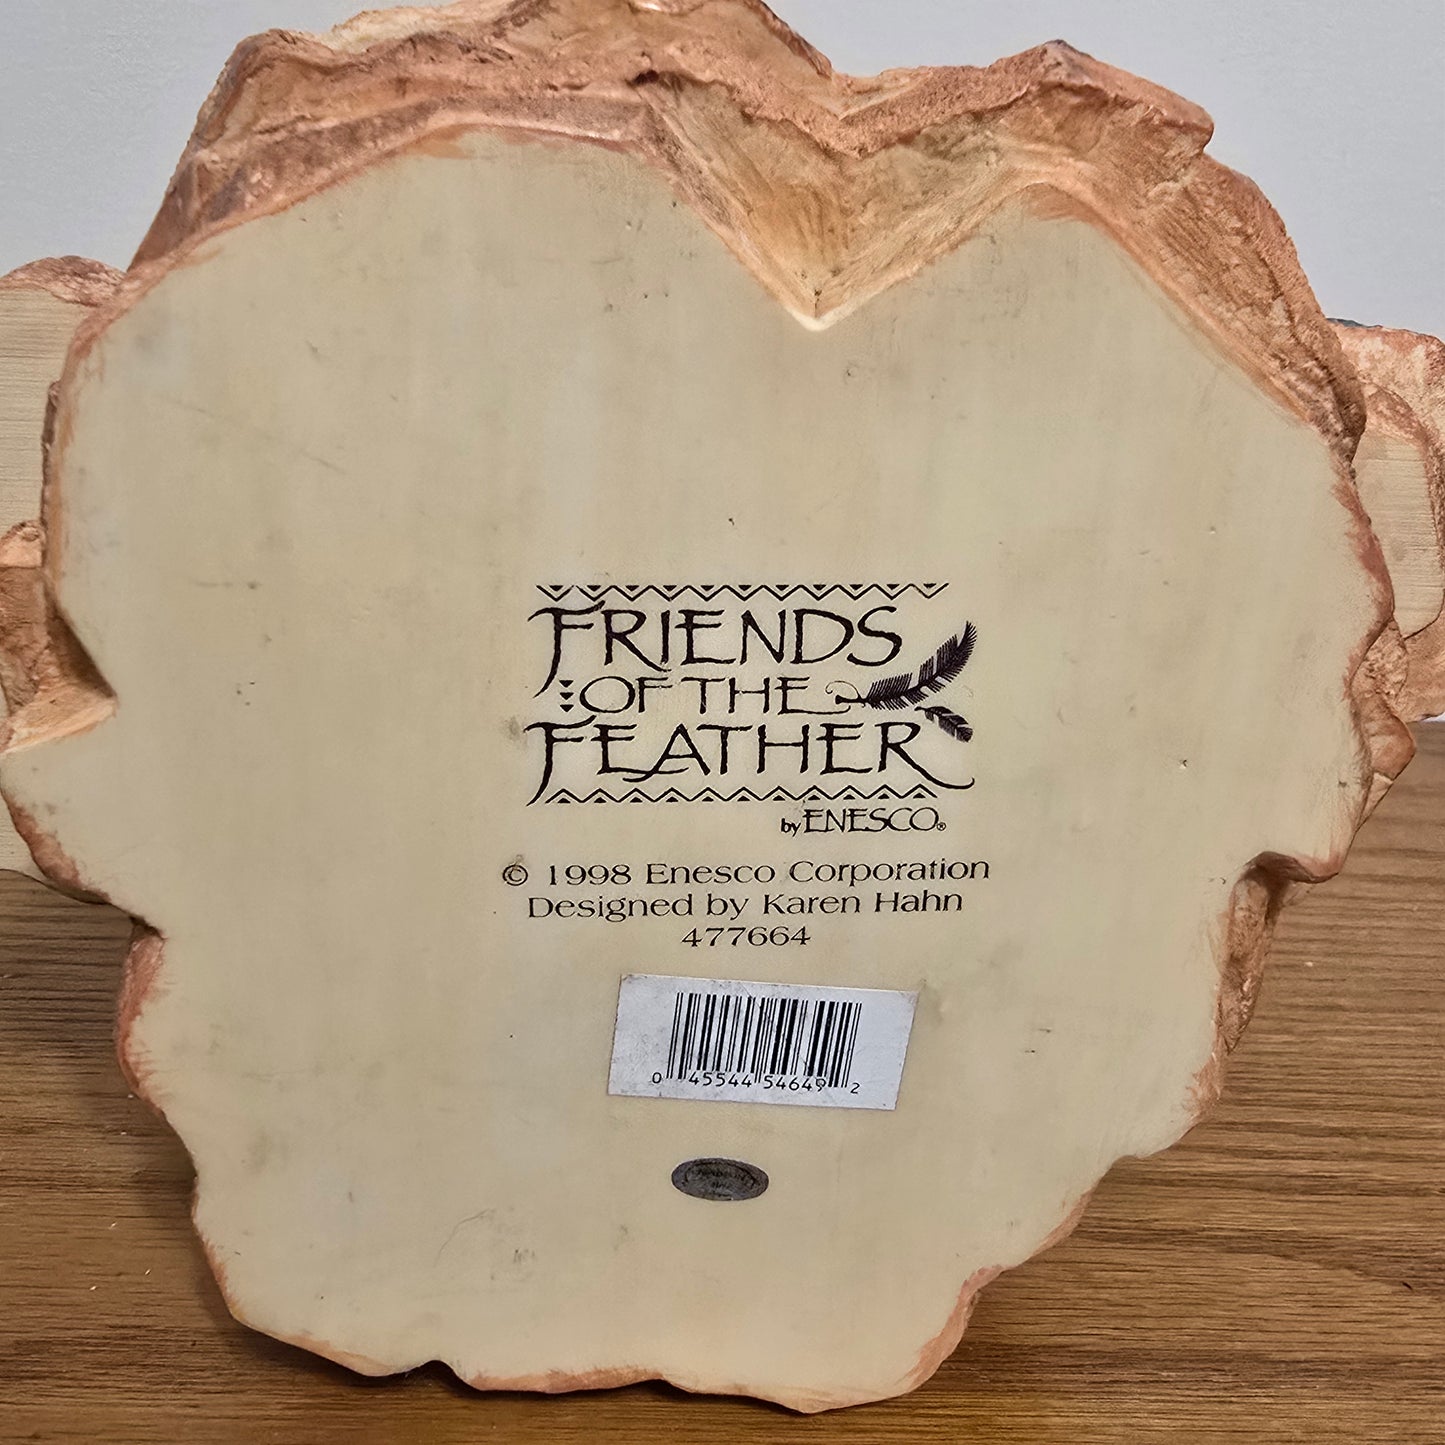 FRIENDS
OF THE
FEATHER
by ENESCO®
© 1998 Enesco Corporation
Designed by Karen Hahn
477664
0 45544 54649 2